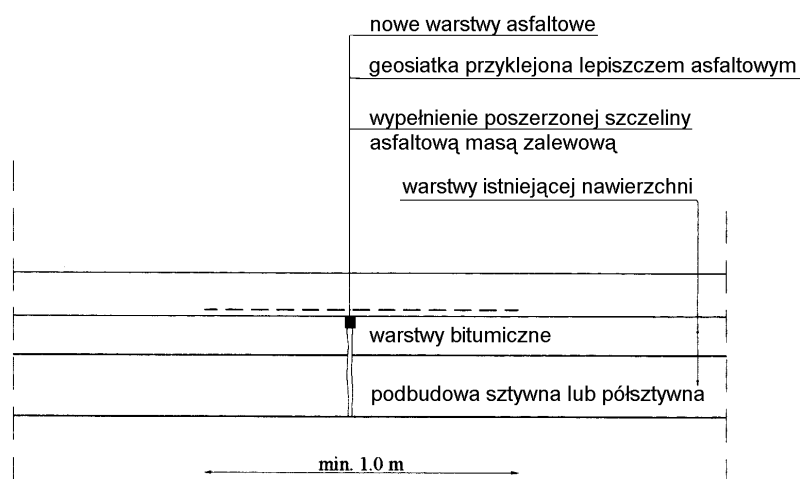 nowe warstwy asfaltowe
geosiatka przyklejona lepiszczem asfaltowym
wypełnienie poszerzonej szczeliny
asfaltową masą zalewową
warstwy istniejącej nawierzchni
warstwy bitumiczne
podbudowa sztywna lub półsztywna
min. 1.0 m